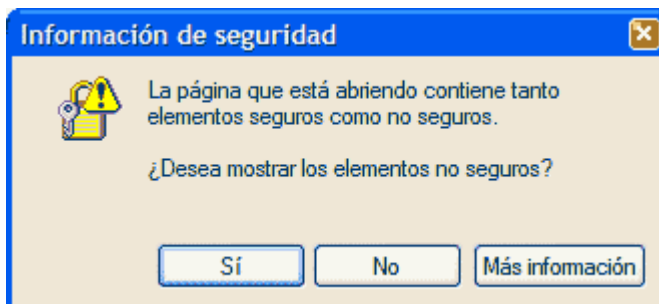 Información de seguridad
La página que está abriendo contiene tanto
elementos seguros como no seguros.
¿Desea mostrar los elementos no seguros?
Sí No Más información